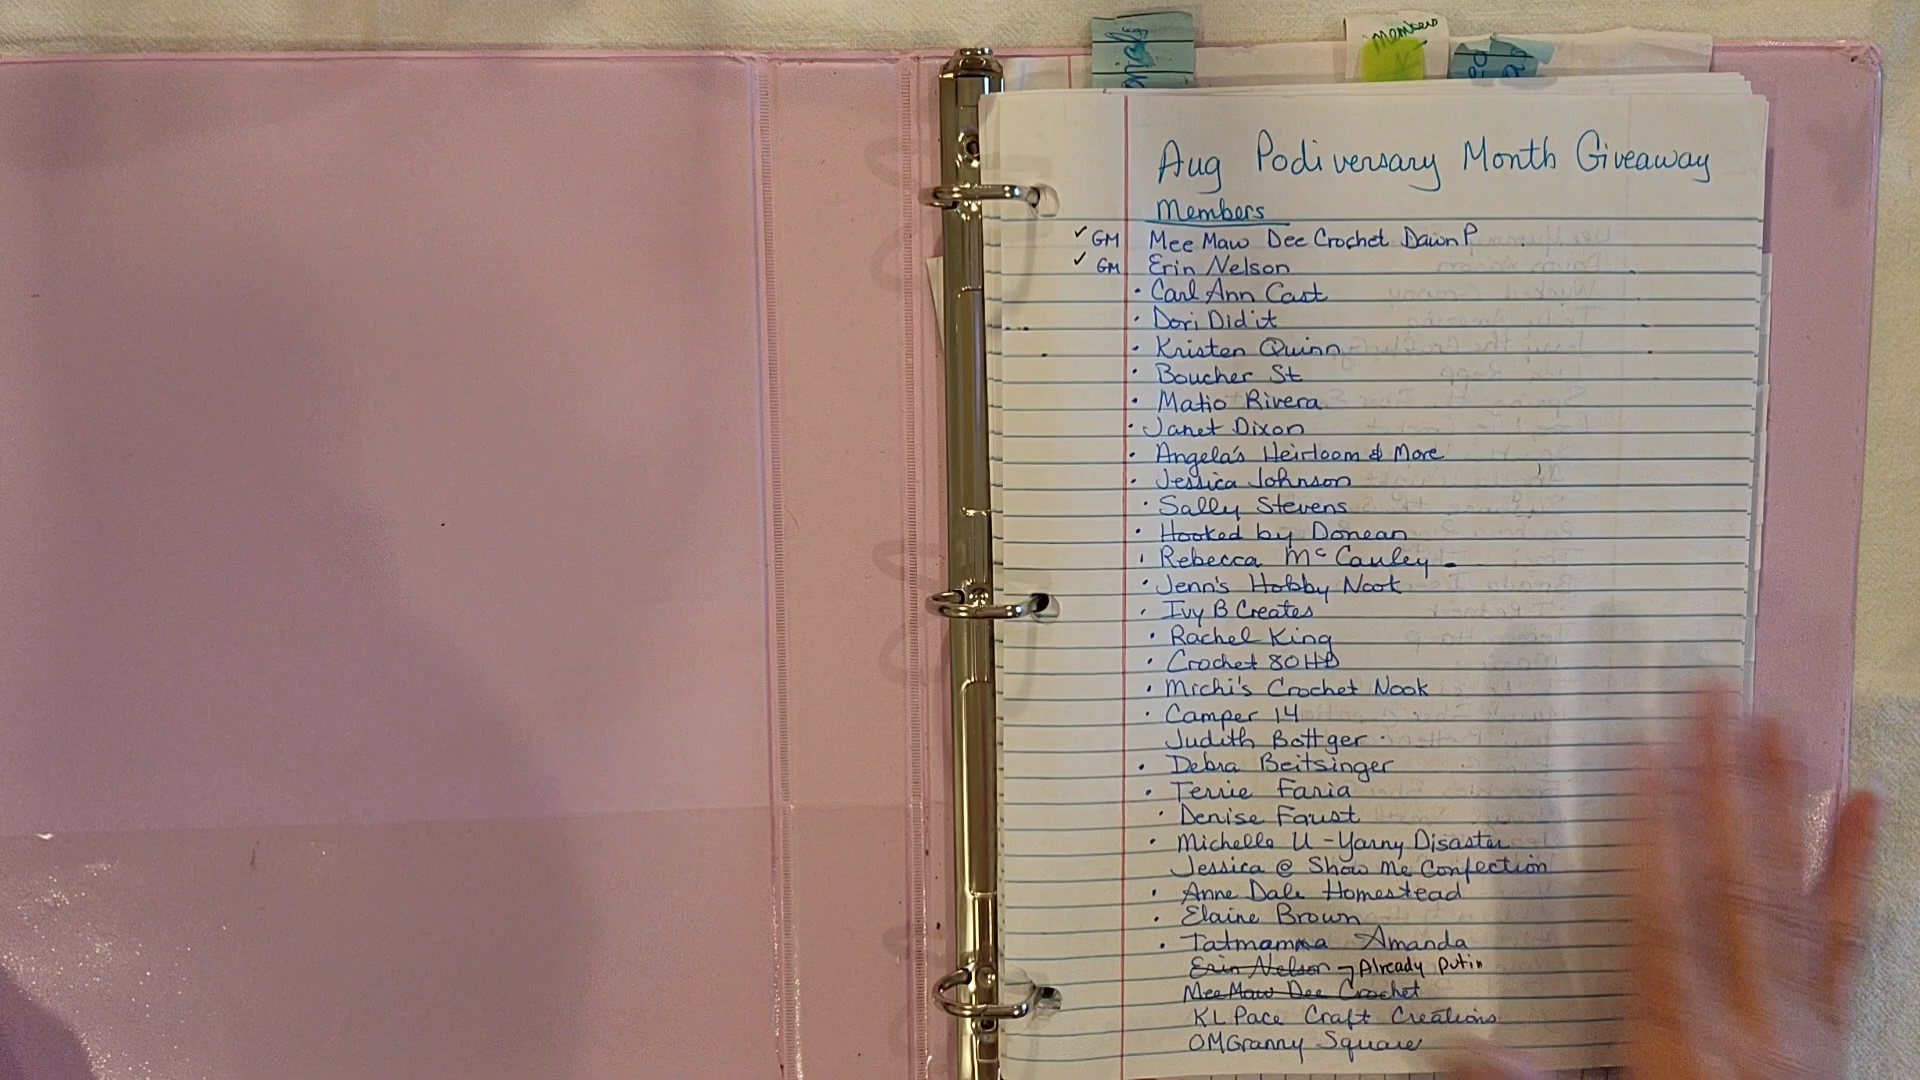 Members
Aug Podiversary Month Giveaway
Members
✓ GM Mee Maw Dee Crochet Dawn P
✓ GM Erin Nelson
· Carl Ann Cast
· Dori Did it
· Kristen Quinn
· Boucher St
· Matio Rivera
· Janet Dixon
· Angela's Heirloom & More
· Jessica Johnson
· Sally Stevens
· Hooked by Donean
· Rebecca McCauley
· Jenn's Hobby Nook
· Ivy B Creates
· Rachel King
· Crochet 80HD
· Michi's Crochet Nook
· Camper 14
Judith Bottger ·
· Debra Beitsinger
· Terrie Faria
· Denise Faust
· Michelle U - Yarny Disaster
Jessica @ Show Me Confection
· Anne Dale Homestead
· Elaine Brown
· Tatmamma Amanda
Erin Nelson → Already put in
Mee Maw Dee Crochet
KL Pace Craft Creations
OMGranny Square